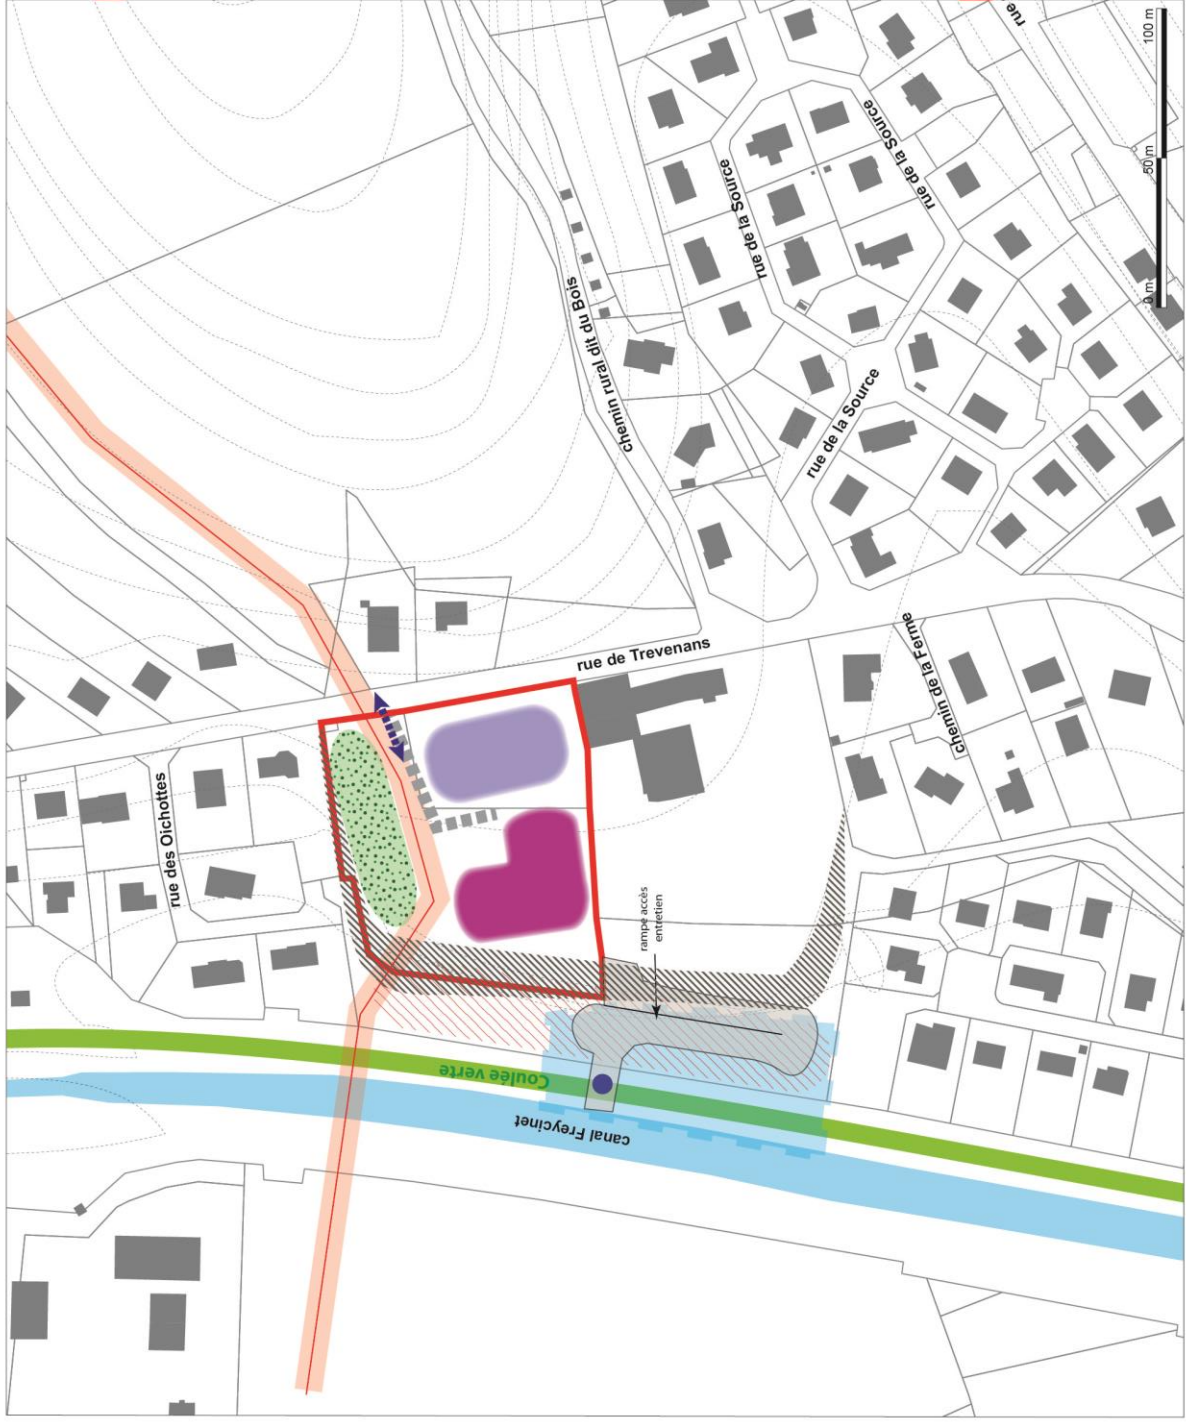 rue
100 m
50 m
0 m
rue de la Source
rue de la Source
chemin rural dit du Bois
rue de la Source
rue de Trevenans
chemin de la Ferme
rue des Oichottes
rampe accès
entretien
Coulée verte
canal Freycinet